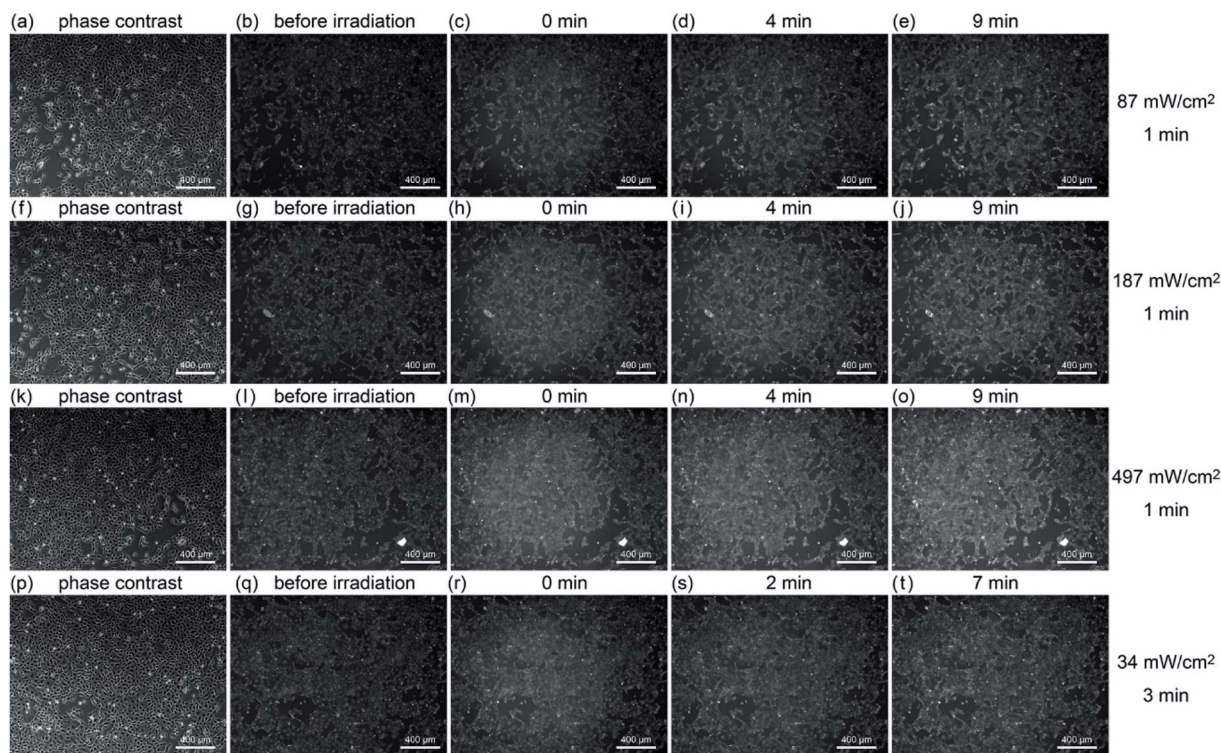 (a) phase contrast (b) before irradiation (c) 0 min (d) 4 min (e) 9 min
400 µm 400 µm 400 µm 400 µm 400 µm
87 mW/cm²
1 min
(f) phase contrast (g) before irradiation (h) 0 min (i) 4 min (j) 9 min
400 µm 400 µm 400 µm 400 µm 400 µm
187 mW/cm²
1 min
(k) phase contrast (l) before irradiation (m) 0 min (n) 4 min (o) 9 min
400 µm 400 µm 400 µm 400 µm 400 µm
497 mW/cm²
1 min
(p) phase contrast (q) before irradiation (r) 0 min (s) 2 min (t) 7 min
400 µm 400 µm 400 µm 400 µm 400 µm
34 mW/cm²
3 min